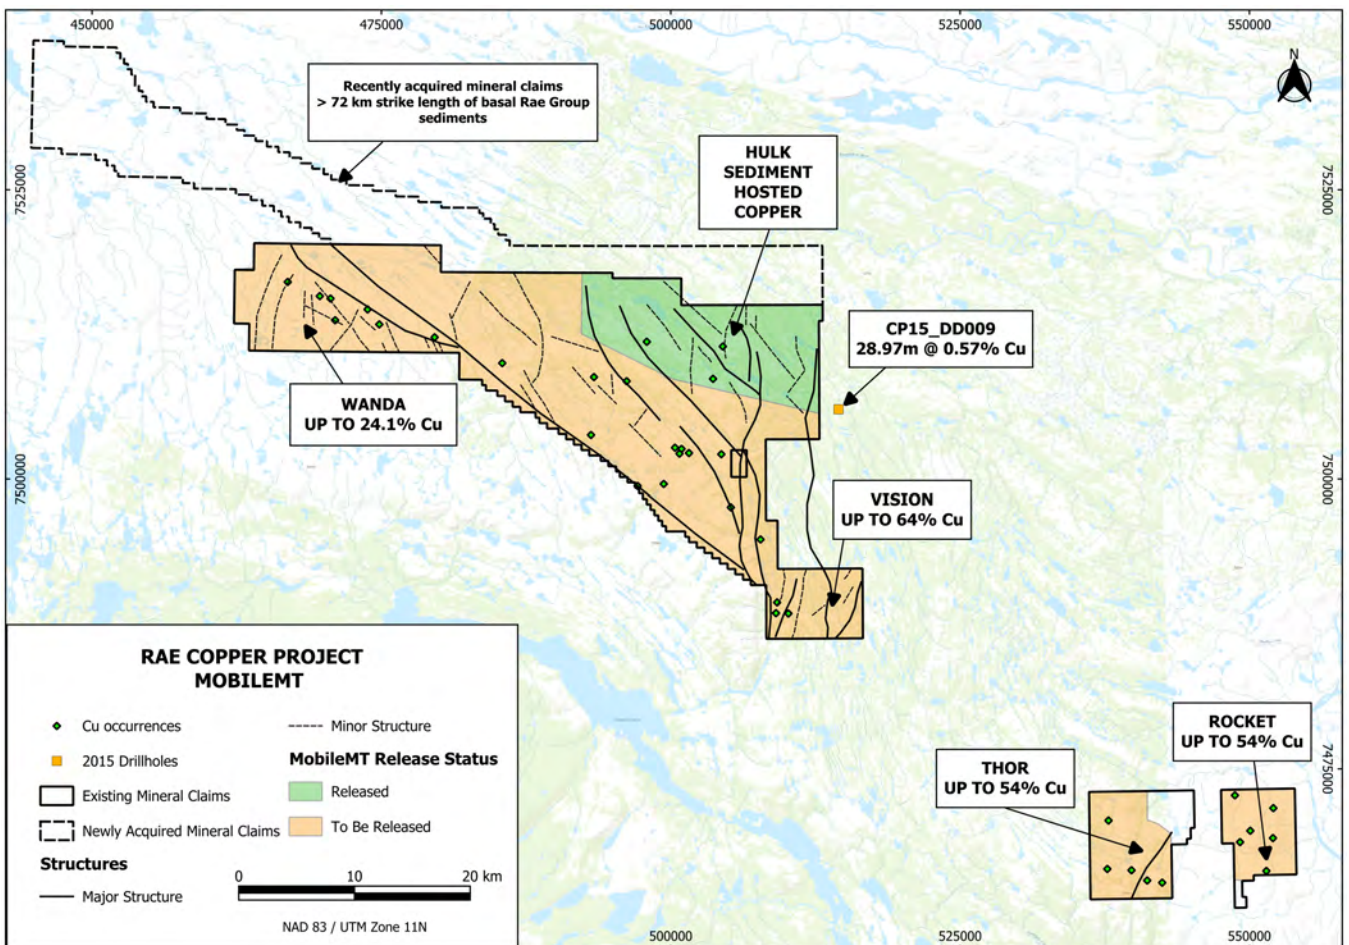 450000 475000 500000 525000 550000
N
Recently acquired mineral claims
> 72 km strike length of basal Rae Group
sediments
HULK
SEDIMENT
HOSTED
COPPER
7525000 7525000
CP15_DD009
28.97m @ 0.57% Cu
WANDA
UP TO 24.1% Cu
7500000 7500000
VISION
UP TO 64% Cu
ROCKET
UP TO 54% Cu
THOR
UP TO 54% Cu
7475000
RAE COPPER PROJECT
MOBILEMT
Cu occurrences
2015 Drillholes
Existing Mineral Claims
Newly Acquired Mineral Claims
Structures
Major Structure
Minor Structure
MobileMT Release Status
Released
To Be Released
0 10 20 km
NAD 83 / UTM Zone 11N
500000 525000 550000